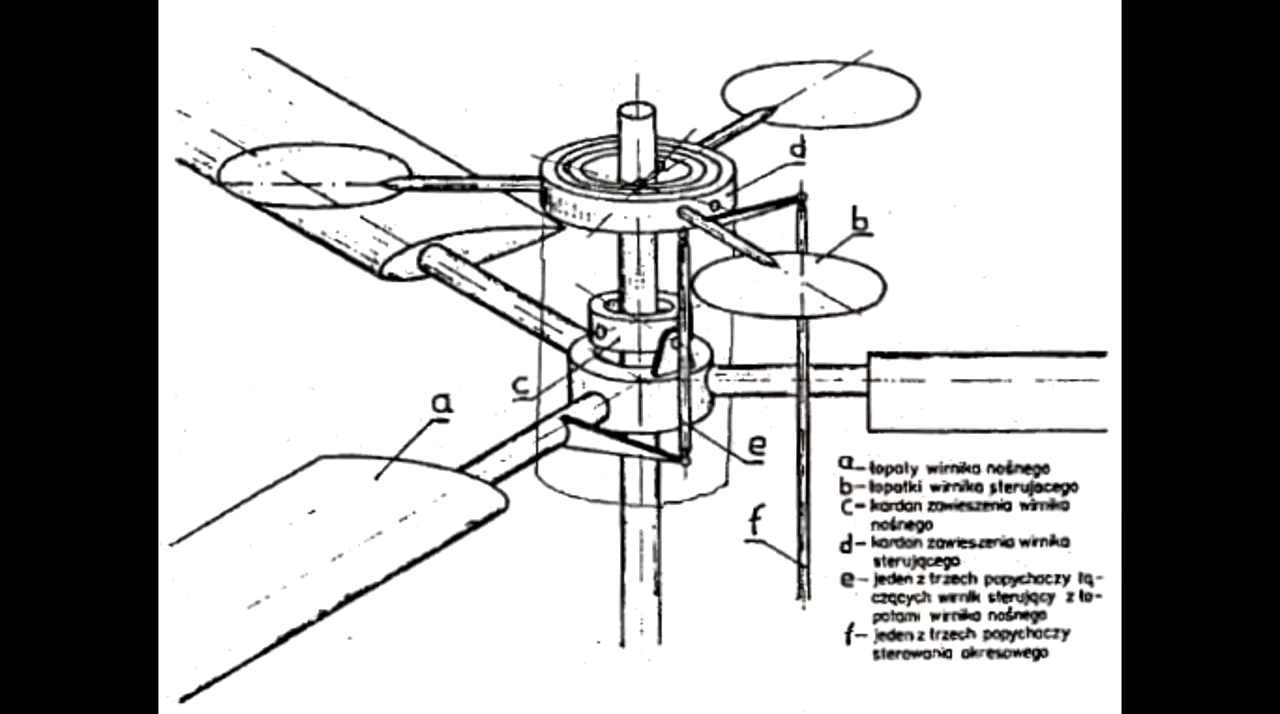 d
b
c
a
e
f
a – łopaty wirnika nośnego
b – łopatki wirnika sterującego
c – kardan zawieszenia wirnika
nośnego
d – kardan zawieszenia wirnika
sterującego
e – jeden z trzech popychaczy łą-
czących wirnik sterujący z ło-
patami wirnika nośnego
f – jeden z trzech popychaczy
sterowania okresowego